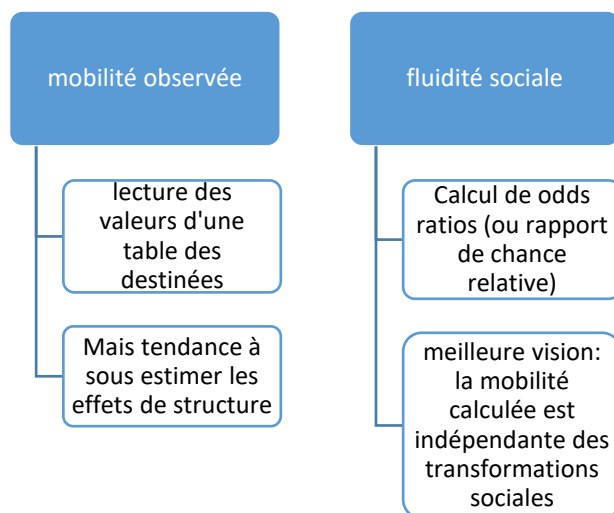 mobilité observée
lecture des
valeurs d'une
table des
destinées
Mais tendance à
sous estimer les
effets de structure
fluidité sociale
Calcul de odds
ratios (ou rapport
de chance
relative)
meilleure vision:
la mobilité
calculée est
indépendante des
transformations
sociales